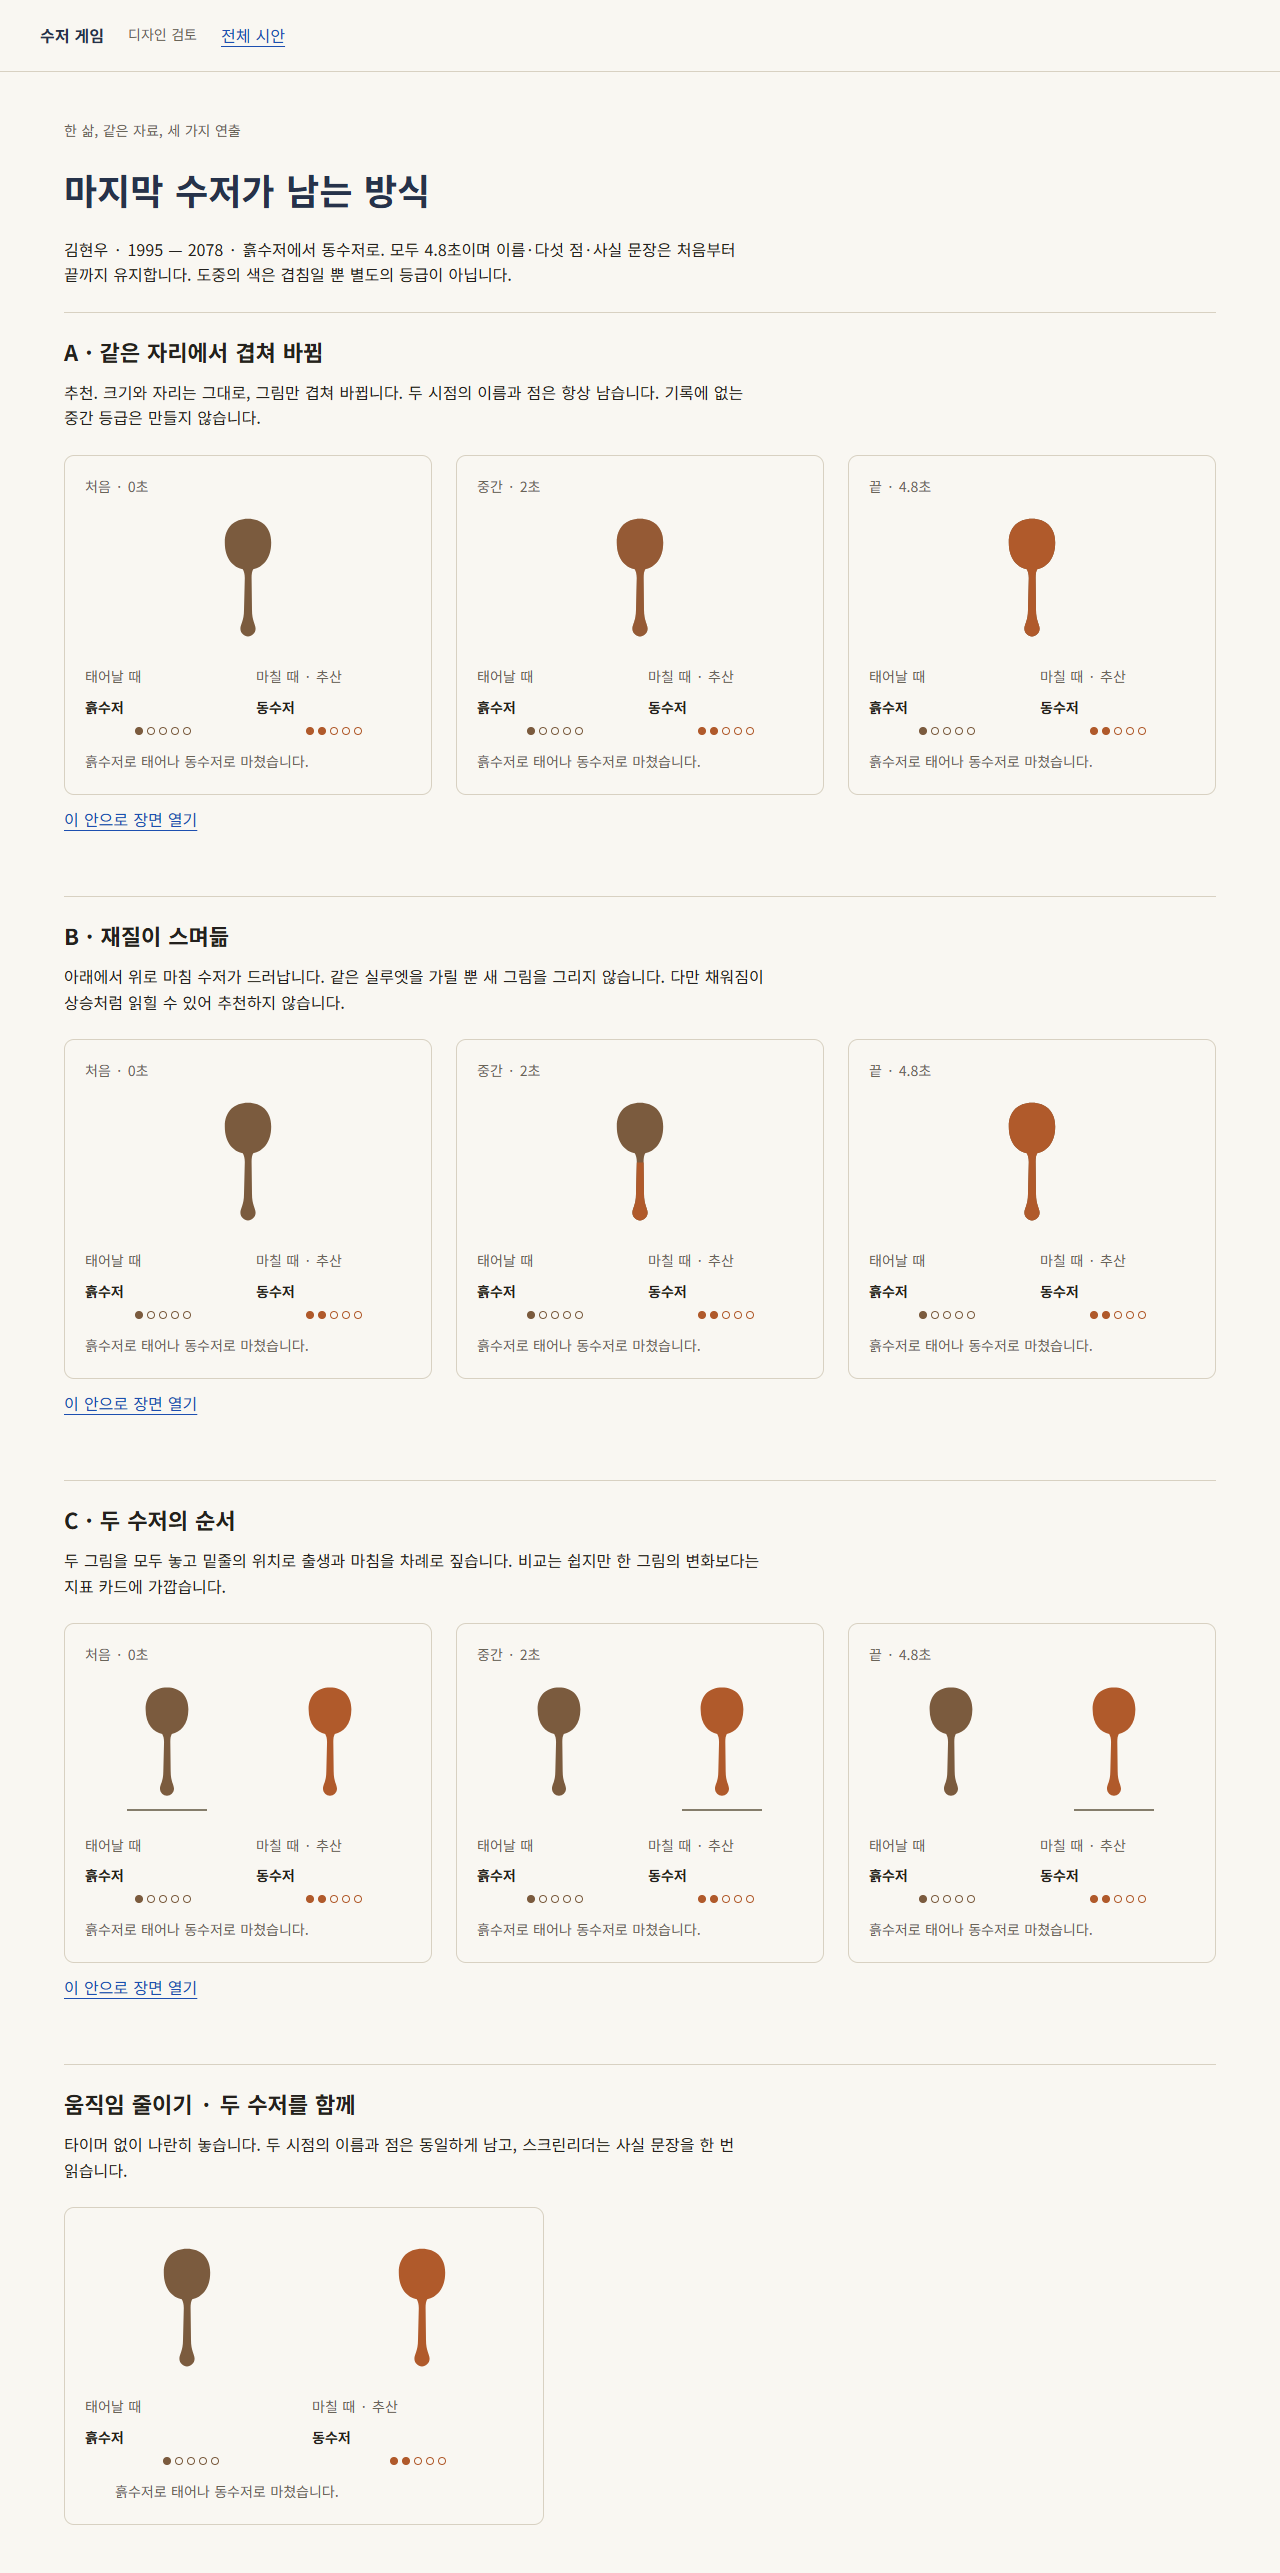 수저 게임 디자인 검토 전체 시안
한 삶, 같은 자료, 세 가지 연출
마지막 수저가 남는 방식
김현우 · 1995 — 2078 · 흙수저에서 동수저로. 모두 4.8초이며 이름·다섯 점·사실 문장은 처음부터
끝까지 유지합니다. 도중의 색은 겹침일 뿐 별도의 등급이 아닙니다.
A · 같은 자리에서 겹쳐 바뀜
추천. 크기와 자리는 그대로, 그림만 겹쳐 바뀝니다. 두 시점의 이름과 점은 항상 남습니다. 기록에 없는
중간 등급은 만들지 않습니다.
처음 · 0초
태어날 때 마칠 때 · 추산
흙수저 동수저
흙수저로 태어나 동수저로 마쳤습니다.
중간 · 2초
태어날 때 마칠 때 · 추산
흙수저 동수저
흙수저로 태어나 동수저로 마쳤습니다.
끝 · 4.8초
태어날 때 마칠 때 · 추산
흙수저 동수저
흙수저로 태어나 동수저로 마쳤습니다.
이 안으로 장면 열기
B · 재질이 스며듦
아래에서 위로 마침 수저가 드러납니다. 같은 실루엣을 가릴 뿐 새 그림을 그리지 않습니다. 다만 채워짐이
상승처럼 읽힐 수 있어 추천하지 않습니다.
처음 · 0초
태어날 때 마칠 때 · 추산
흙수저 동수저
흙수저로 태어나 동수저로 마쳤습니다.
중간 · 2초
태어날 때 마칠 때 · 추산
흙수저 동수저
흙수저로 태어나 동수저로 마쳤습니다.
끝 · 4.8초
태어날 때 마칠 때 · 추산
흙수저 동수저
흙수저로 태어나 동수저로 마쳤습니다.
이 안으로 장면 열기
C · 두 수저의 순서
두 그림을 모두 놓고 밑줄의 위치로 출생과 마침을 차례로 짚습니다. 비교는 쉽지만 한 그림의 변화보다는
지표 카드에 가깝습니다.
처음 · 0초
태어날 때 마칠 때 · 추산
흙수저 동수저
흙수저로 태어나 동수저로 마쳤습니다.
중간 · 2초
태어날 때 마칠 때 · 추산
흙수저 동수저
흙수저로 태어나 동수저로 마쳤습니다.
끝 · 4.8초
태어날 때 마칠 때 · 추산
흙수저 동수저
흙수저로 태어나 동수저로 마쳤습니다.
이 안으로 장면 열기
움직임 줄이기 · 두 수저를 함께
타이머 없이 나란히 놓습니다. 두 시점의 이름과 점은 동일하게 남고, 스크린리더는 사실 문장을 한 번
읽습니다.
태어날 때 마칠 때 · 추산
흙수저 동수저
흙수저로 태어나 동수저로 마쳤습니다.